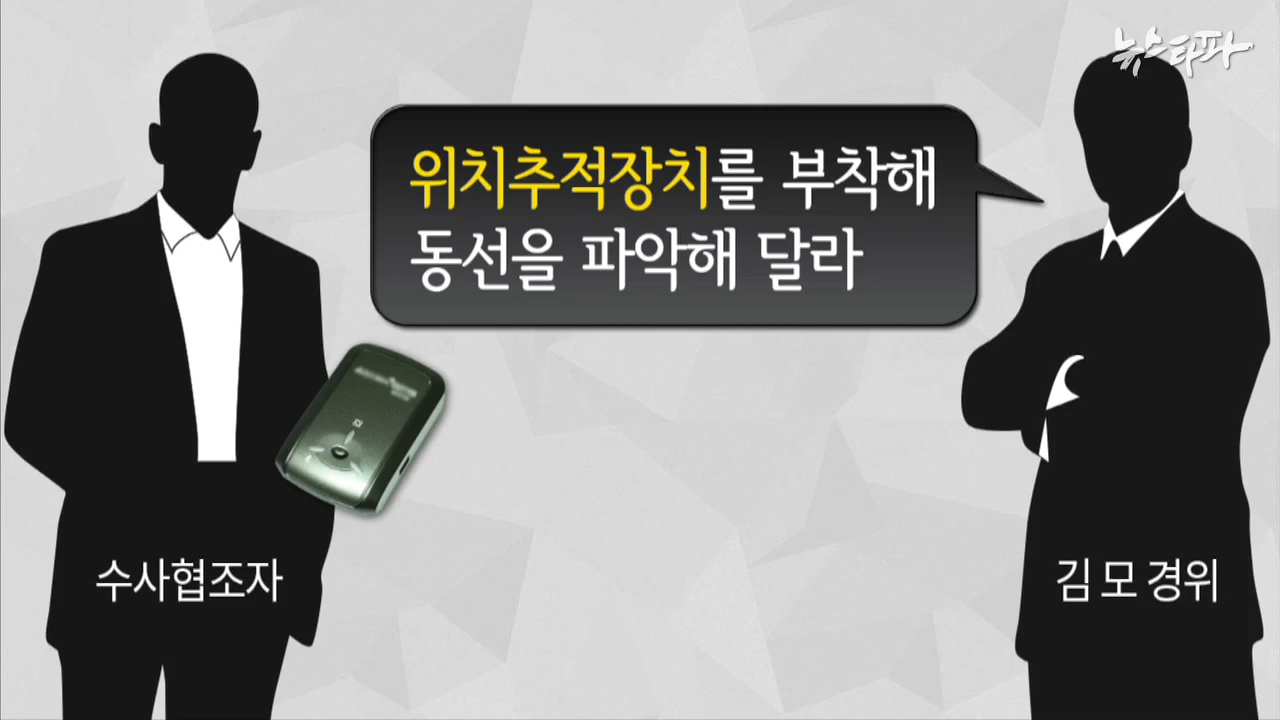 뉴스타파
위치추적장치를 부착해
동선을 파악해 달라
수사협조자
김 모 경위